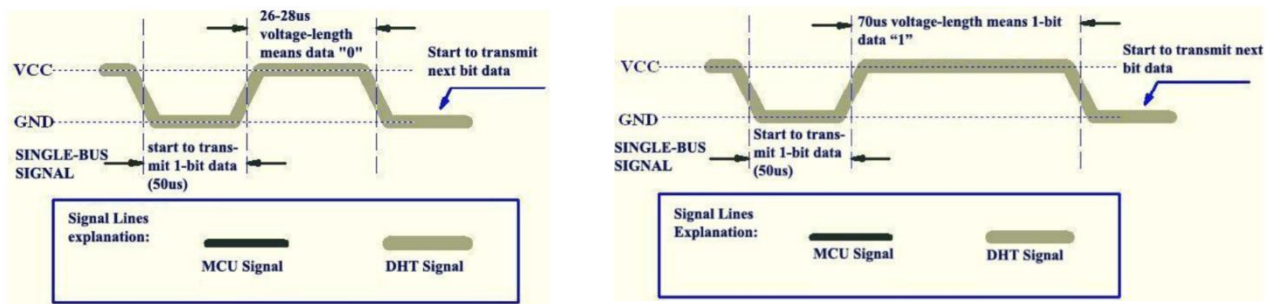 26-28us
voltage-length
means data "0"
Start to transmit
next bit data
VCC
GND
SINGLE-BUS
SIGNAL
start to trans-
mit 1-bit data
(50us)
Signal Lines
explanation:
MCU Signal
DHT Signal
70us voltage-length means 1-bit
data “1”
Start to transmit next
bit data
VCC
GND
SINGLE-BUS
SIGNAL
Start to trans-
mit 1-bit data
(50us)
Signal Lines
Explanation:
MCU Signal
DHT Signal